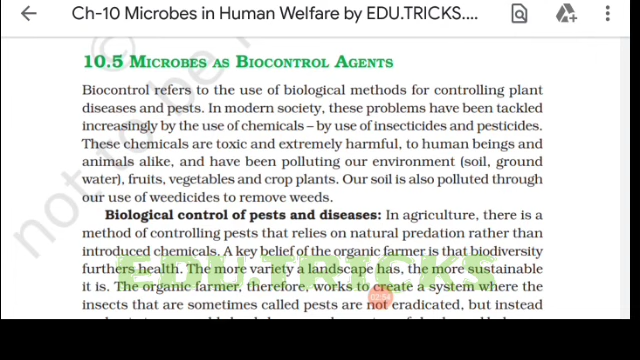 Ch-10 Microbes in Human Welfare by EDU.TRICKS....
10.5 MICROBES AS BIOCONTROL AGENTS
Biocontrol refers to the use of biological methods for controlling plant
diseases and pests. In modern society, these problems have been tackled
increasingly by the use of chemicals – by use of insecticides and pesticides.
These chemicals are toxic and extremely harmful, to human beings and
animals alike, and have been polluting our environment (soil, ground
water), fruits, vegetables and crop plants. Our soil is also polluted through
our use of weedicides to remove weeds.
Biological control of pests and diseases: In agriculture, there is a
method of controlling pests that relies on natural predation rather than
introduced chemicals. A key belief of the organic farmer is that biodiversity
furthers health. The more variety a landscape has, the more sustainable
it is. The organic farmer, therefore, works to create a system where the
insects that are sometimes called pests are not eradicated, but instead
EDU.TRICKS
02:54
©
not to be